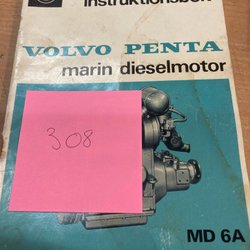 Instruktionsbok
VOLVO PENTA
marin dieselmotor
308
MD 6A